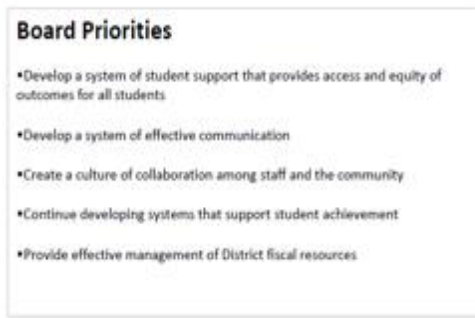 Board Priorities
•Develop a system of student support that provides access and equity of
outcomes for all students
•Develop a system of effective communication
•Create a culture of collaboration among staff and the community
•Continue developing systems that support student achievement
•Provide effective management of District fiscal resources